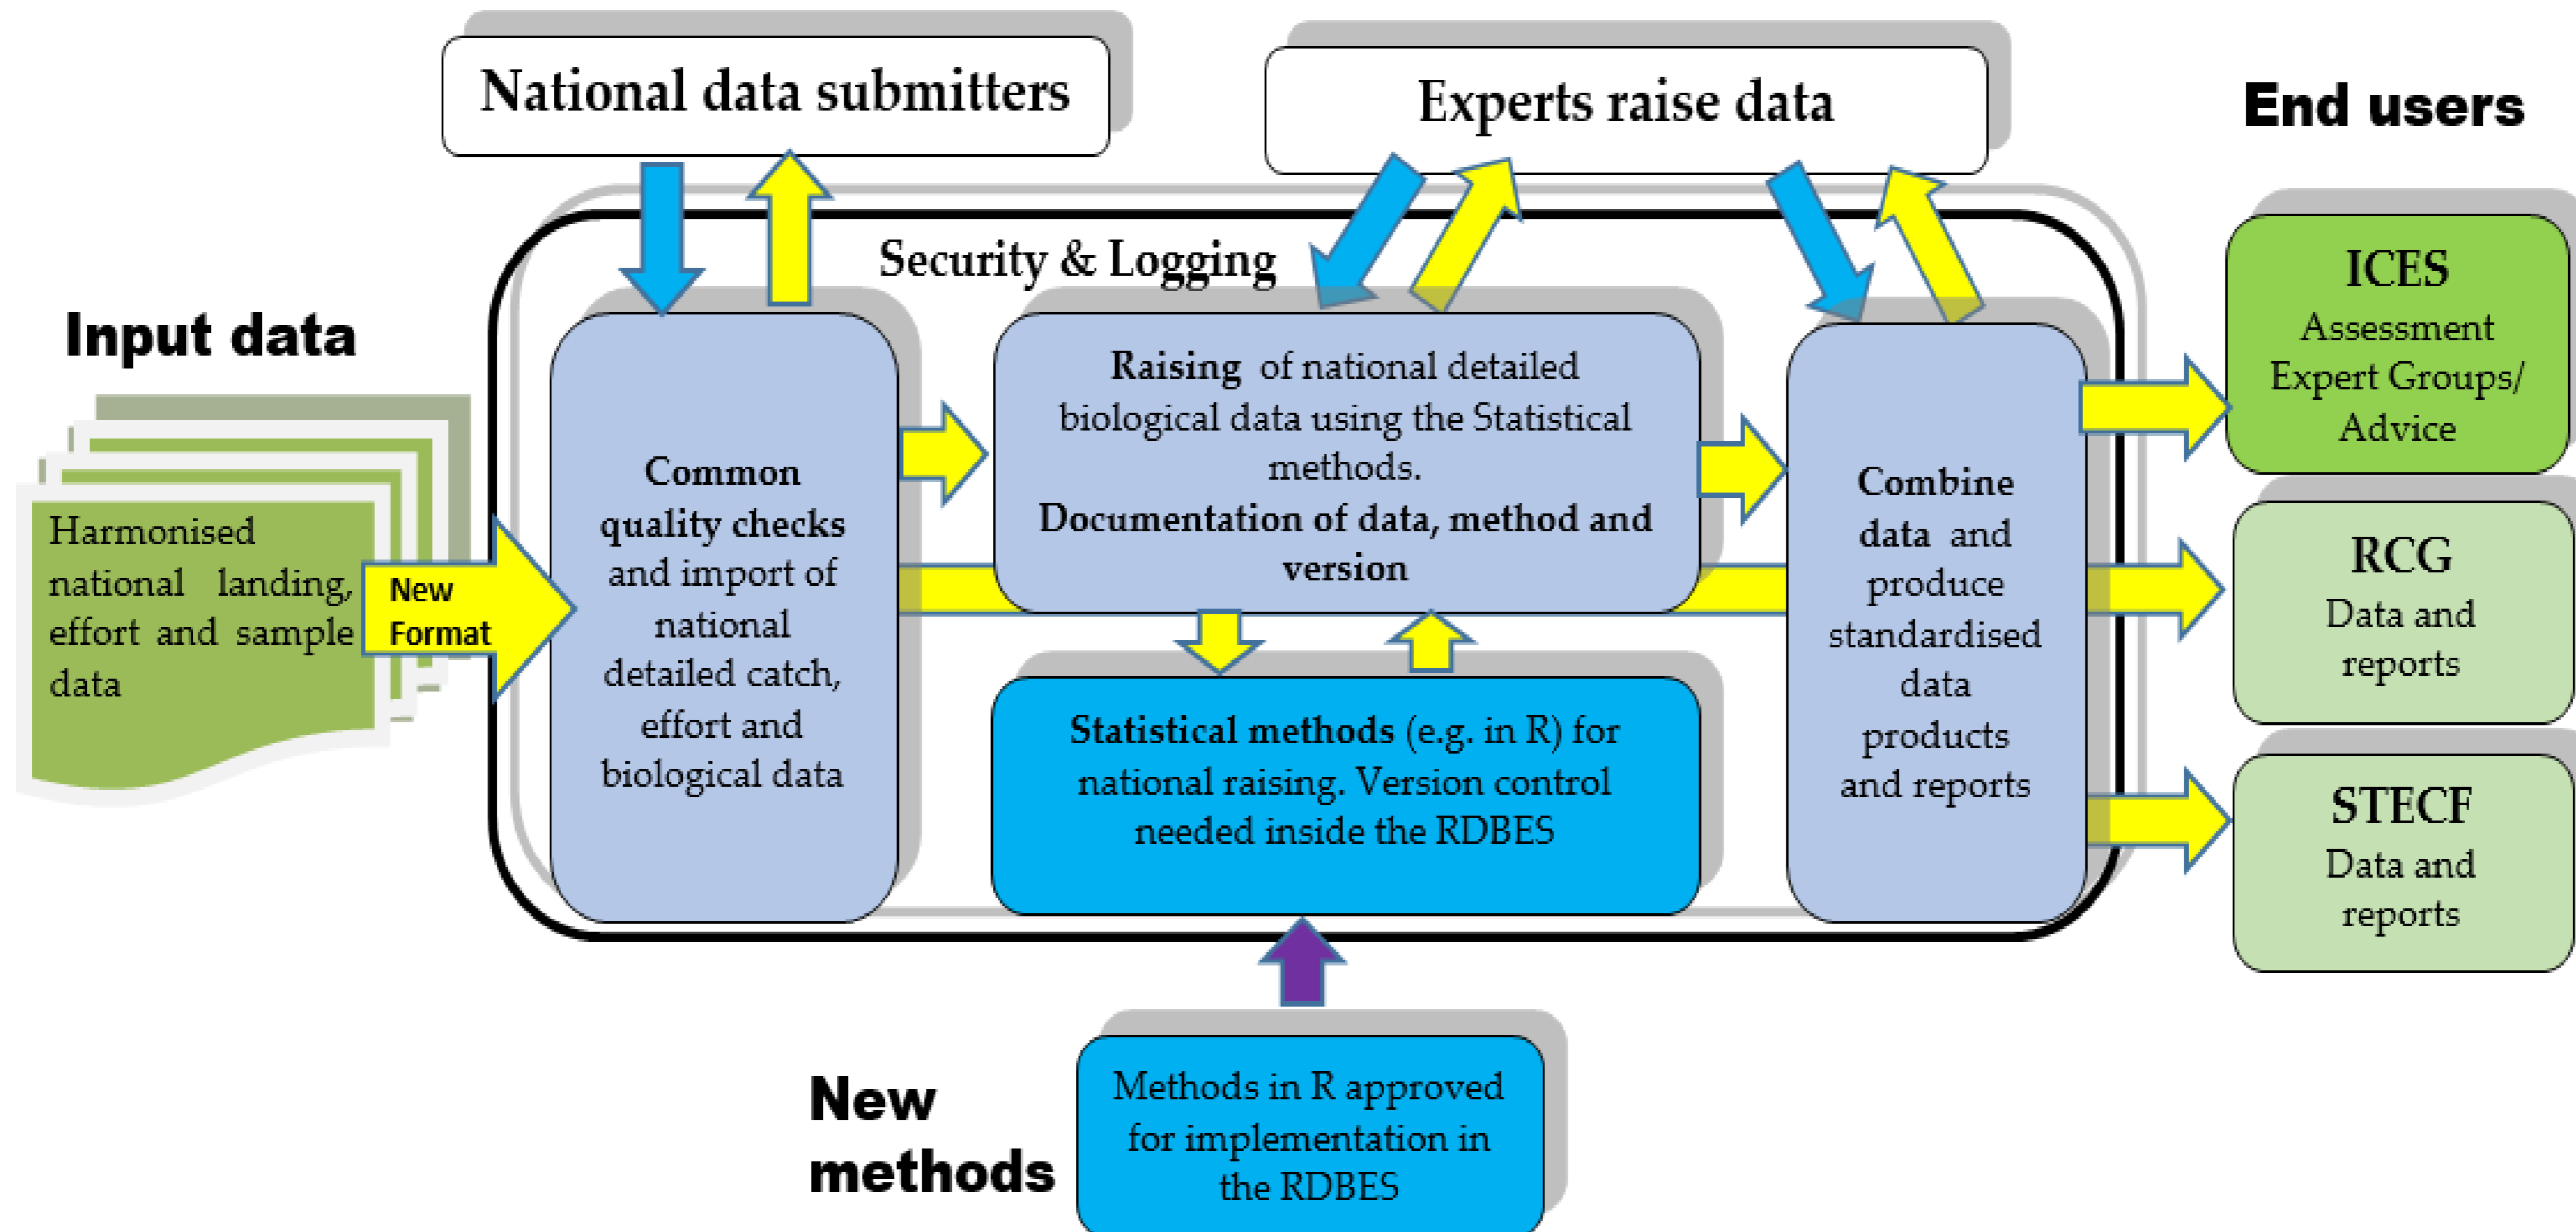 National data submitters
Experts raise data
End users
Security & Logging
Input data
Harmonised
national landing,
effort and sample
data
New
Format
Common
quality checks
and import of
national
detailed catch,
effort and
biological data
Raising of national detailed
biological data using the Statistical
methods.
Documentation of data, method and
version
Statistical methods (e.g. in R) for
national raising. Version control
needed inside the RDBES
Combine
data and
produce
standardised
data
products
and reports
ICES
Assessment
Expert Groups/
Advice
RCG
Data and
reports
STECF
Data and
reports
New
methods
Methods in R approved
for implementation in
the RDBES